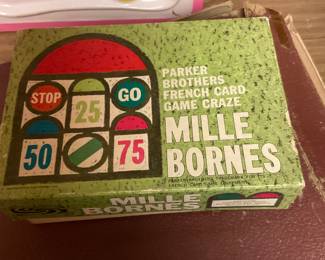 PARKER
BROTHERS
FRENCH CARD
GAME CRAZE
MILLE
BORNES
STOP
25
GO
50
75
MILLE
BORNES